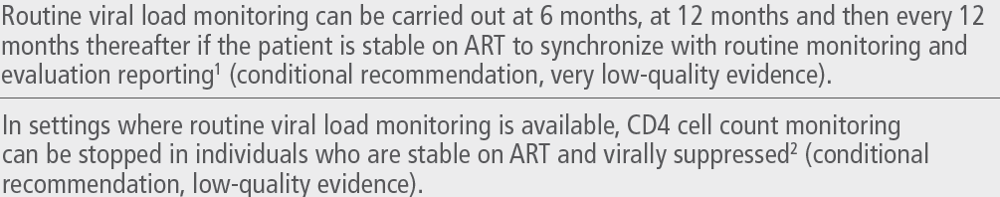 Routine viral load monitoring can be carried out at 6 months, at 12 months and then every 12
months thereafter if the patient is stable on ART to synchronize with routine monitoring and
evaluation reporting¹ (conditional recommendation, very low-quality evidence).
In settings where routine viral load monitoring is available, CD4 cell count monitoring
can be stopped in individuals who are stable on ART and virally suppressed² (conditional
recommendation, low-quality evidence).